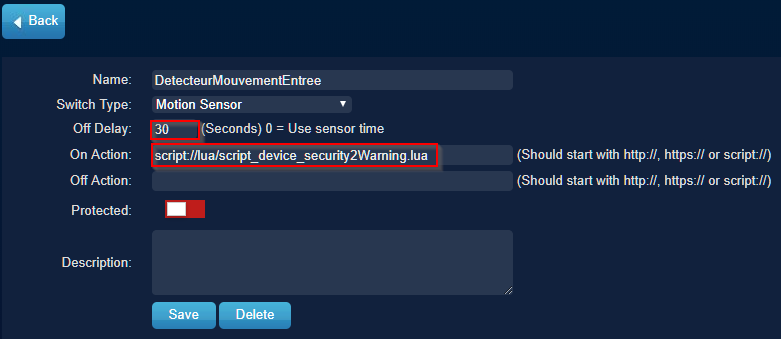 Back
Name: DetecteurMouvementEntree
Switch Type: Motion Sensor
Off Delay: 30 (Seconds) 0 = Use sensor time
On Action: script://lua/script_device_security2Warning.lua (Should start with http://, https:// or script://)
Off Action: (Should start with http://, https:// or script://)
Protected:
Description:
Save Delete